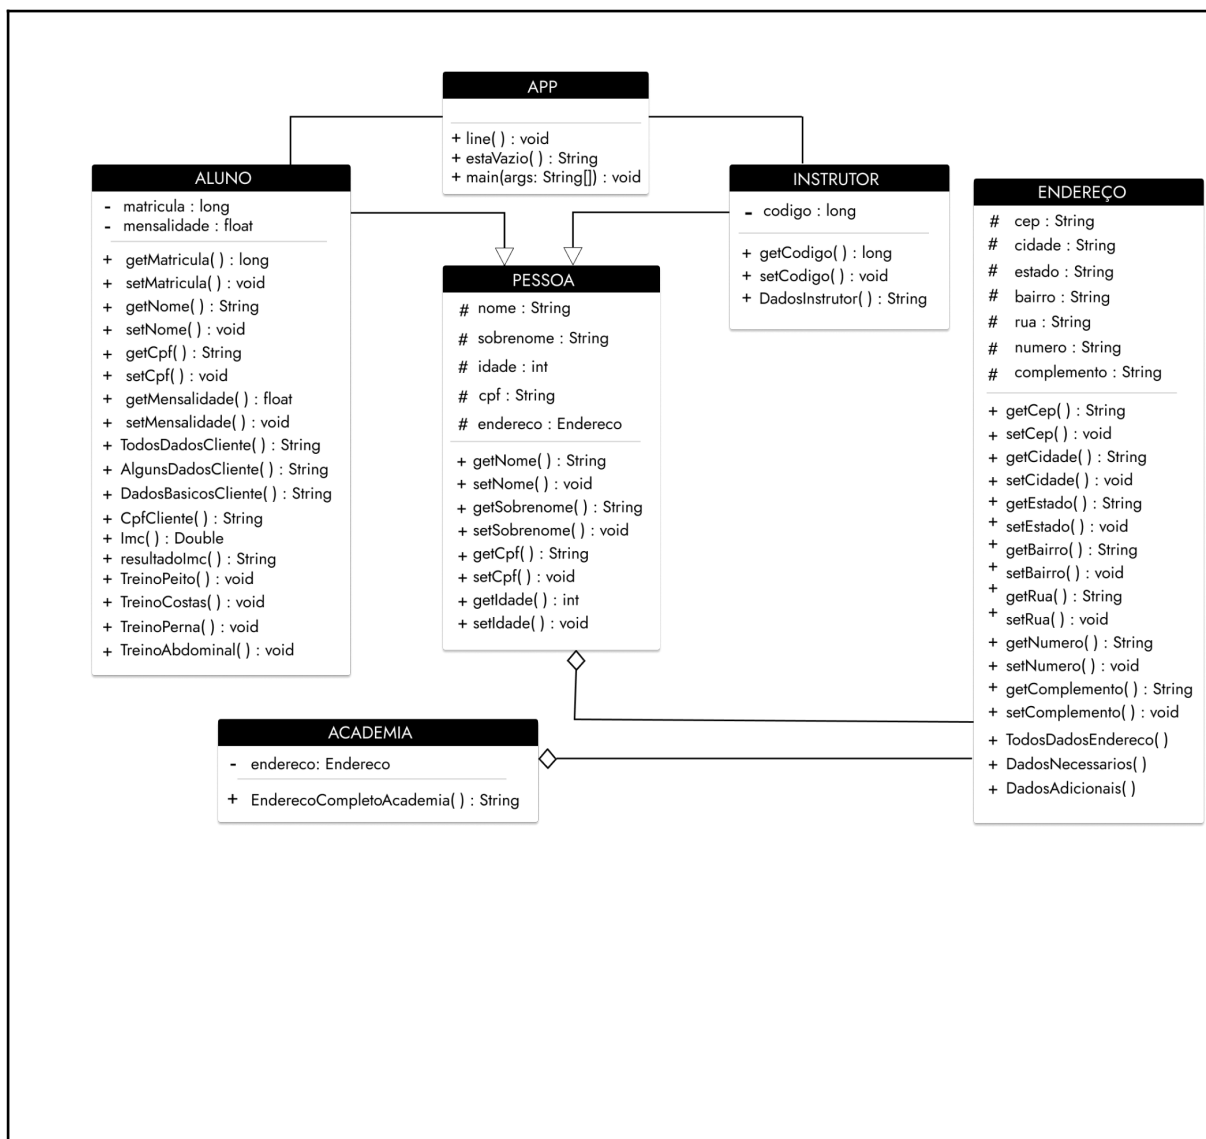 APP
+ line( ) : void
+ estaVazio( ) : String
+ main(args: String[]) : void
ALUNO
- matricula : long
- mensalidade : float
+ getMatricula( ) : long
+ setMatricula( ) : void
+ getNome( ) : String
+ setNome( ) : void
+ getCpf( ) : String
+ setCpf( ) : void
+ getMensalidade( ) : float
+ setMensalidade( ) : void
+ TodosDadosCliente( ) : String
+ AlgunsDadosCliente( ) : String
+ DadosBasicosCliente( ) : String
+ CpfCliente( ) : String
+ Imc( ) : Double
+ resultadoImc( ) : String
+ TreinoPeito( ) : void
+ TreinoCostas( ) : void
+ TreinoPerna( ) : void
+ TreinoAbdominal( ) : void
INSTRUTOR
- codigo : long
+ getCodigo( ) : long
+ setCodigo( ) : void
+ DadosInstrutor( ) : String
PESSOA
# nome : String
# sobrenome : String
# idade : int
# cpf : String
# endereco : Endereco
+ getNome( ) : String
+ setNome( ) : void
+ getSobrenome( ) : String
+ setSobrenome( ) : void
+ getCpf( ) : String
+ setCpf( ) : void
+ getIdade( ) : int
+ setIdade( ) : void
ENDEREÇO
# cep : String
# cidade : String
# estado : String
# bairro : String
# rua : String
# numero : String
# complemento : String
+ getCep( ) : String
+ setCep( ) : void
+ getCidade( ) : String
+ setCidade( ) : void
+ getEstado( ) : String
+ setEstado( ) : void
+ getBairro( ) : String
+ setBairro( ) : void
+ getRua( ) : String
+ setRua( ) : void
+ getNumero( ) : String
+ setNumero( ) : void
+ getComplemento( ) : String
+ setComplemento( ) : void
+ TodosDadosEndereco( )
+ DadosNecessarios( )
+ DadosAdicionais( )
ACADEMIA
- endereco: Endereco
+ EnderecoCompletoAcademia( ) : String